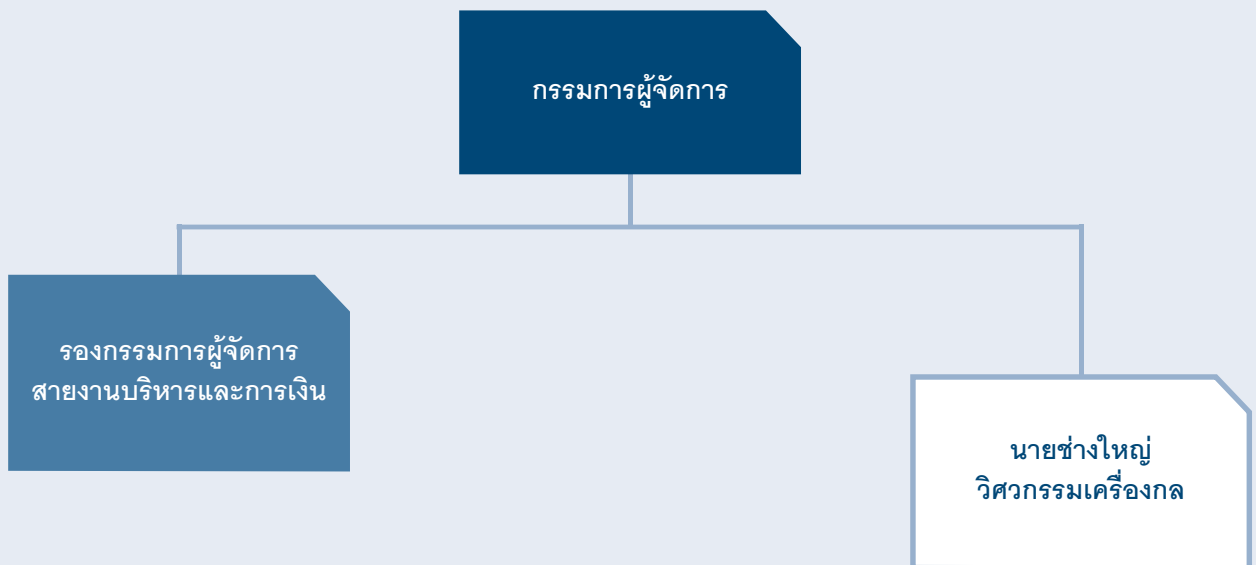 กรรมการผู้จัดการ
รองกรรมการผู้จัดการ
สายงานบริหารและการเงิน
นายช่างใหญ่
วิศวกรรมเครื่องกล